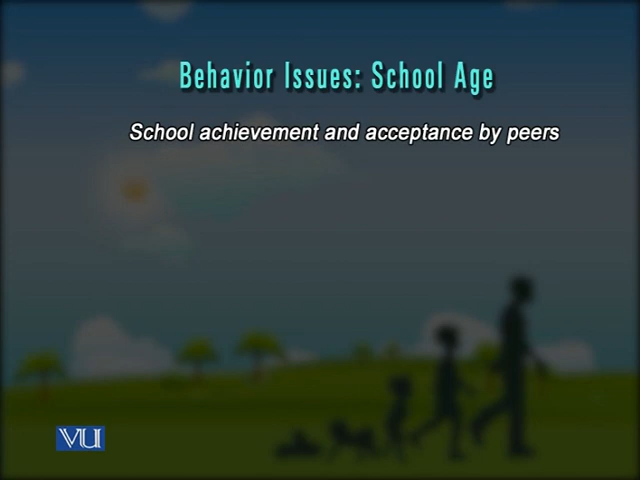 Behavior Issues: School Age
School achievement and acceptance by peers
VU